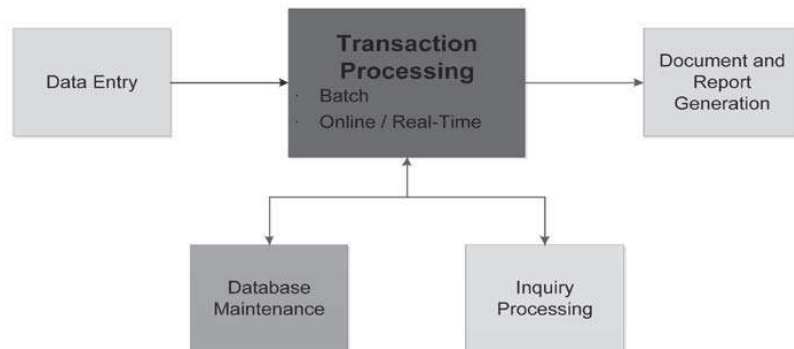 Data Entry
Transaction
Processing
· Batch
· Online / Real-Time
Document and
Report
Generation
Database
Maintenance
Inquiry
Processing